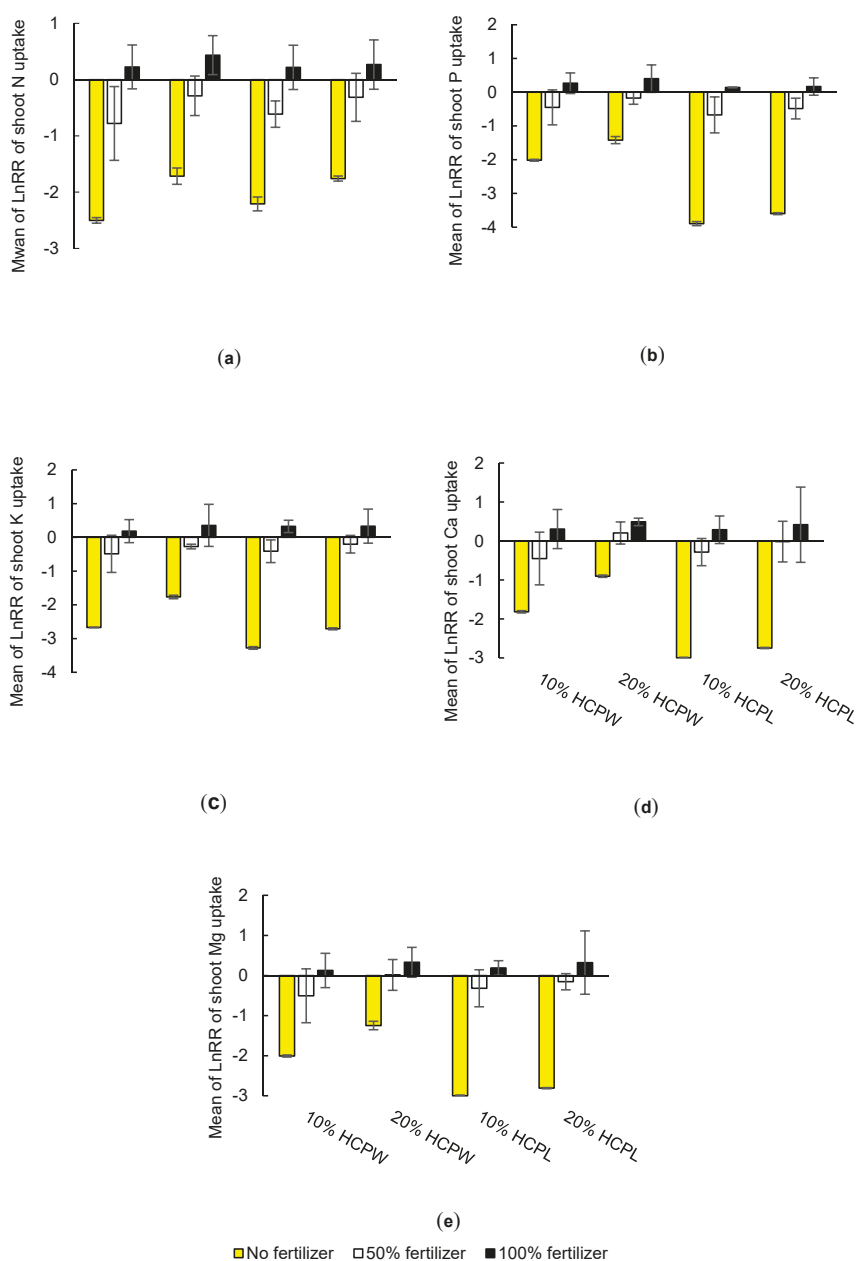 Mwan of LnRR of shoot N uptake
1
0
-1
-2
-3
(a)
Mean of LnRR of shoot P uptake
2
1
0
-1
-2
-3
-4
(b)
Mean of LnRR of shoot K uptake
2
1
0
-1
-2
-3
-4
(c)
Mean of LnRR of shoot Ca uptake
2
1
0
-1
-2
-3
10% HCPW
20% HCPW
10% HCPL
20% HCPL
(d)
Mean of LnRR of shoot Mg uptake
2
1
0
-1
-2
-3
10% HCPW
20% HCPW
10% HCPL
20% HCPL
(e)
No fertilizer 50% fertilizer 100% fertilizer